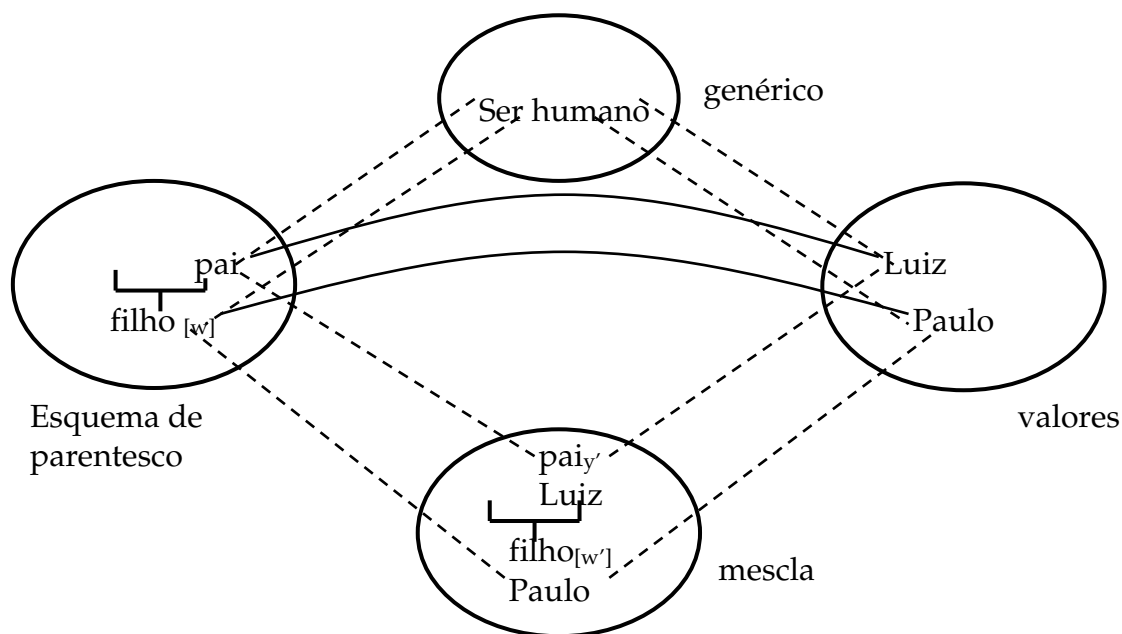 genérico
Ser humano
pai
filho [w']
Luiz
Paulo
Esquema de
parentesco
valores
paiy'
Luiz
filho[w']
Paulo
mescla